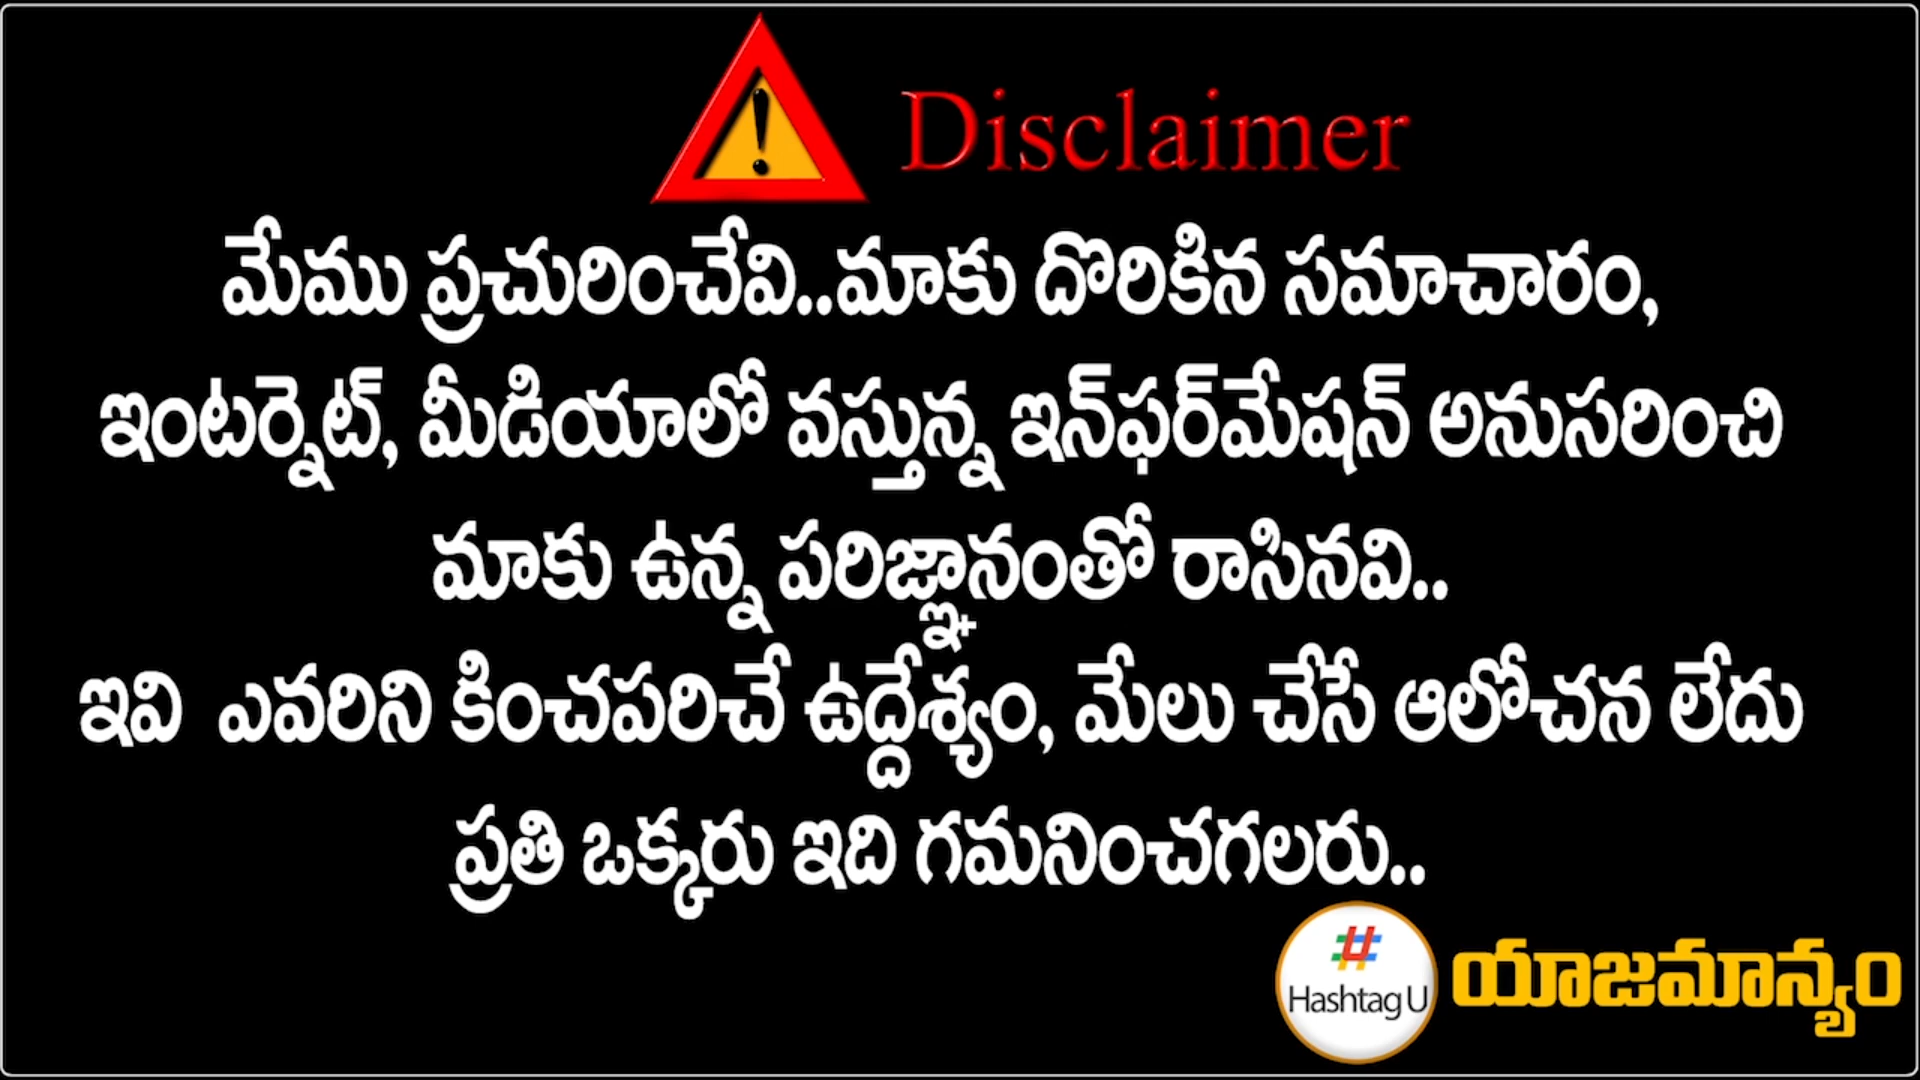 Disclaimer
మేము ప్రచురించేవి..మాకు దొరికిన సమాచారం,
ఇంటర్నెట్, మీడియాలో వస్తున్న ఇన్‌ఫర్‌మేషన్ అనుసరించి
మాకు ఉన్న పరిజ్ఞానంతో రాసినవి..
ఇవి ఎవరిని కించపరిచే ఉద్దేశ్యం, మేలు చేసే ఆలోచన లేదు
ప్రతి ఒక్కరు ఇది గమనించగలరు..
Hashtag U
యాజమాన్యం